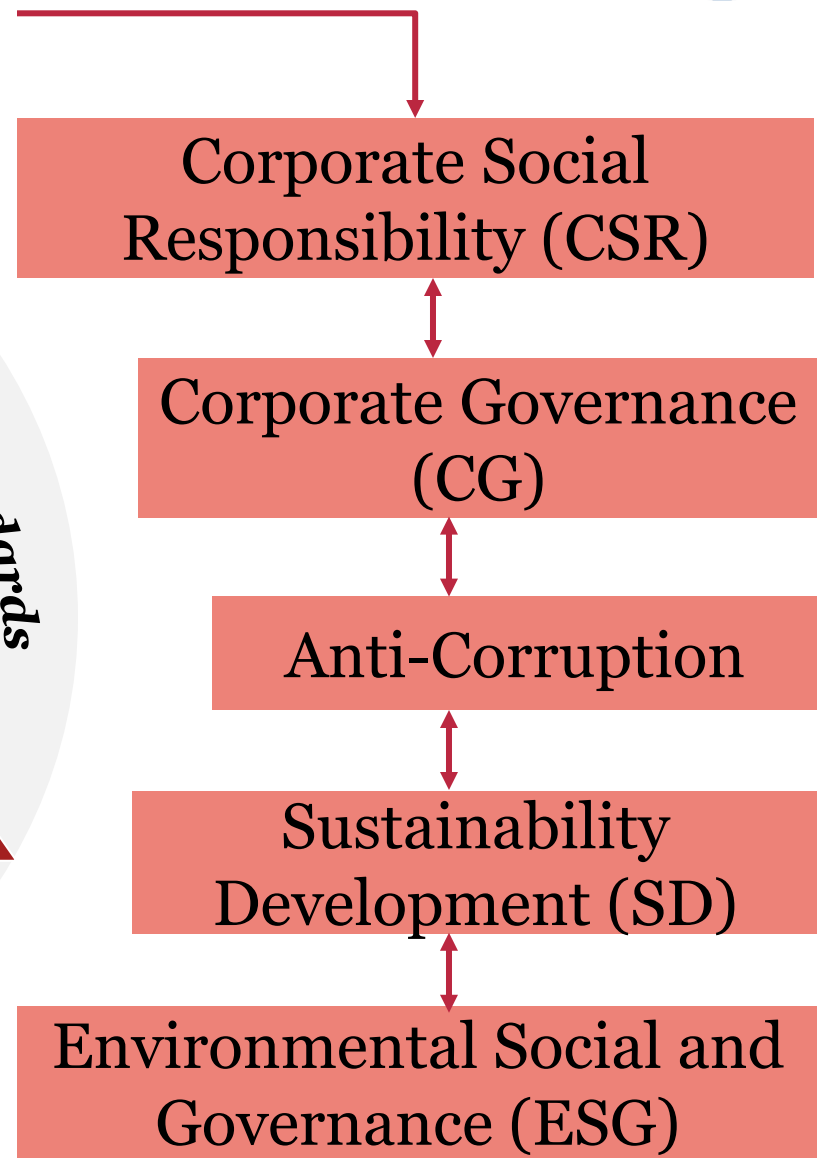 Corporate Social
Responsibility (CSR)
Corporate Governance
(CG)
Anti-Corruption
Sustainability
Development (SD)
Environmental Social and
Governance (ESG)